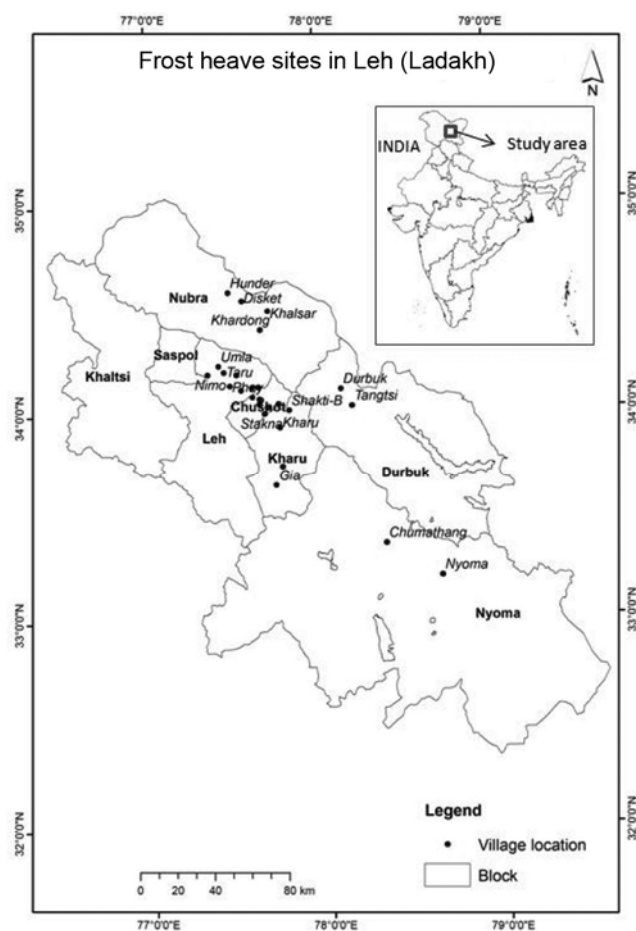 77°0'0"E
78°0'0"E
79°0'0"E
Frost heave sites in Leh (Ladakh)
N
INDIA
Study area
35°0'0"N
35°0'0"N
Hunder
Nubra
Disket
Khalsar
Khardong
Saspol
Umla
Khaltsi
Taru
Nimo
Phey
Durbuk
Tangtsi
Shakti-B
Chushot
34°0'0"N
34°0'0"N
Leh
Stakna
Kharu
Kharu
Gia
Durbuk
Chumathang
Nyoma
Nyoma
33°0'0"N
33°0'0"N
Legend
Village location
Block
32°0'0"N
32°0'0"N
0 20 40 80 km
77°0'0"E
78°0'0"E
79°0'0"E